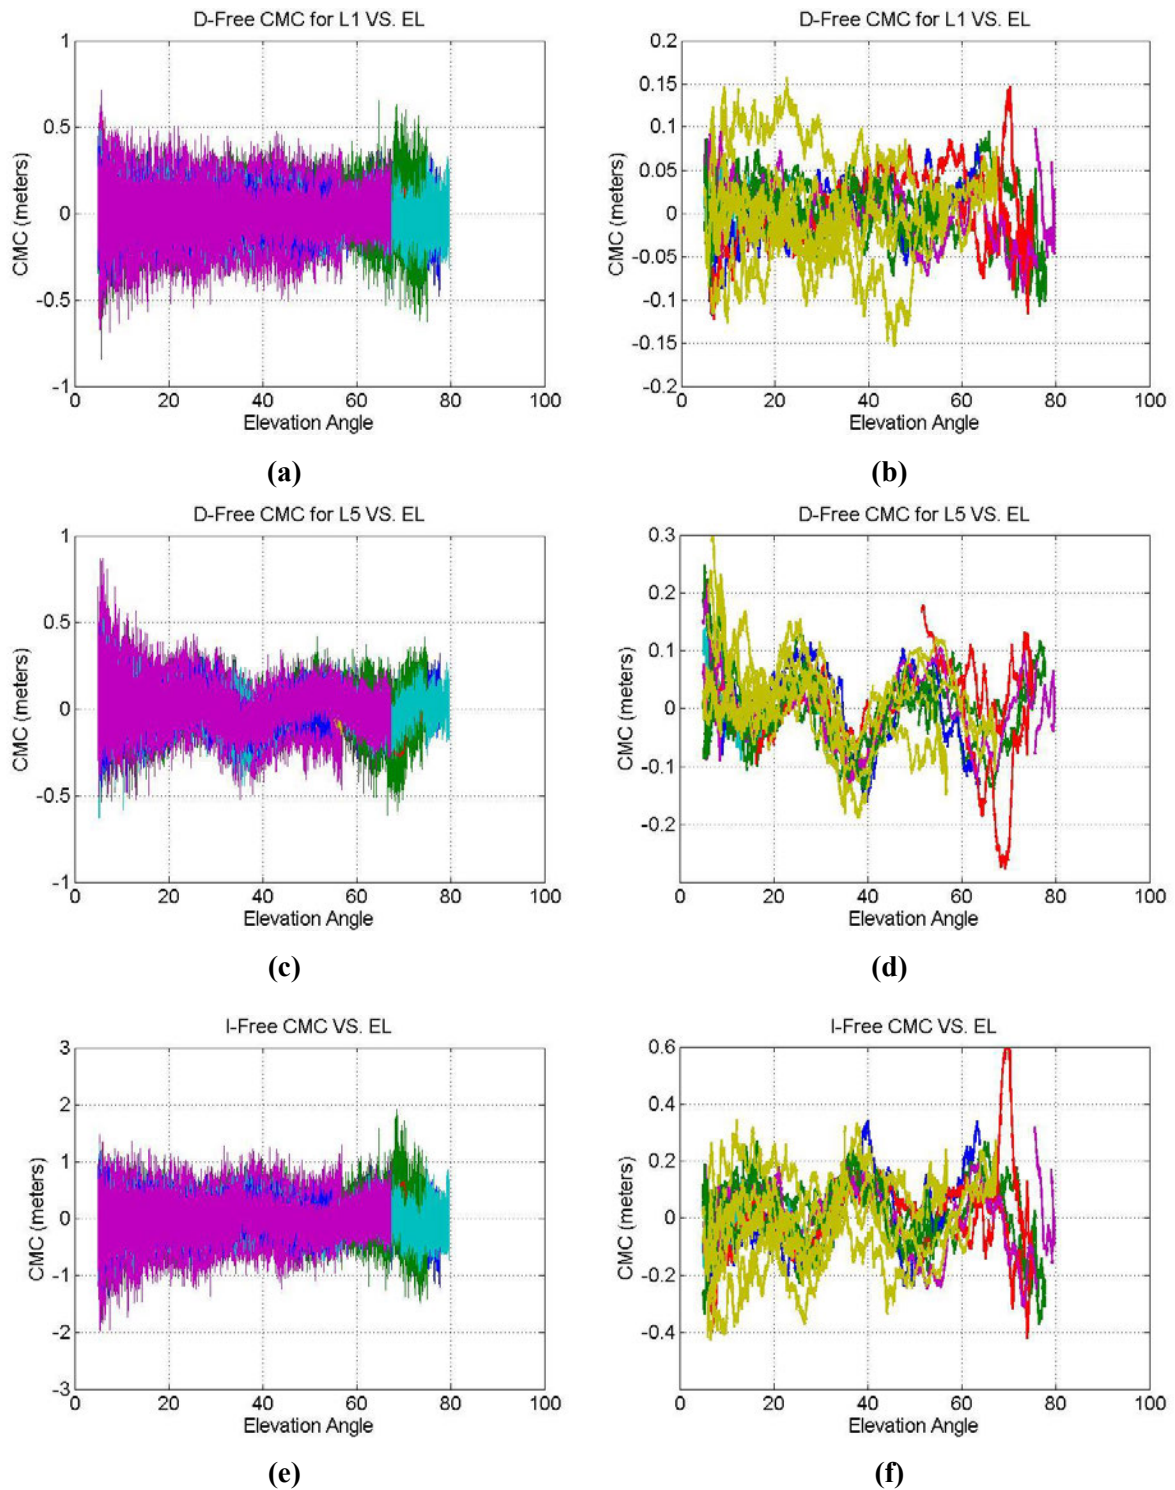 D-Free CMC for L1 VS. EL
1
0.5
0
-0.5
-1
CMC (meters)
0 20 40 60 80 100
Elevation Angle
(a)
D-Free CMC for L1 VS. EL
0.2
0.15
0.1
0.05
0
-0.05
-0.1
-0.15
-0.2
CMC (meters)
0 20 40 60 80 100
Elevation Angle
(b)
D-Free CMC for L5 VS. EL
1
0.5
0
-0.5
-1
CMC (meters)
0 20 40 60 80 100
Elevation Angle
(c)
D-Free CMC for L5 VS. EL
0.3
0.2
0.1
0
-0.1
-0.2
CMC (meters)
0 20 40 60 80 100
Elevation Angle
(d)
I-Free CMC VS. EL
3
2
1
0
-1
-2
-3
CMC (meters)
0 20 40 60 80 100
Elevation Angle
(e)
I-Free CMC VS. EL
0.6
0.4
0.2
0
-0.2
-0.4
CMC (meters)
0 20 40 60 80 100
Elevation Angle
(f)